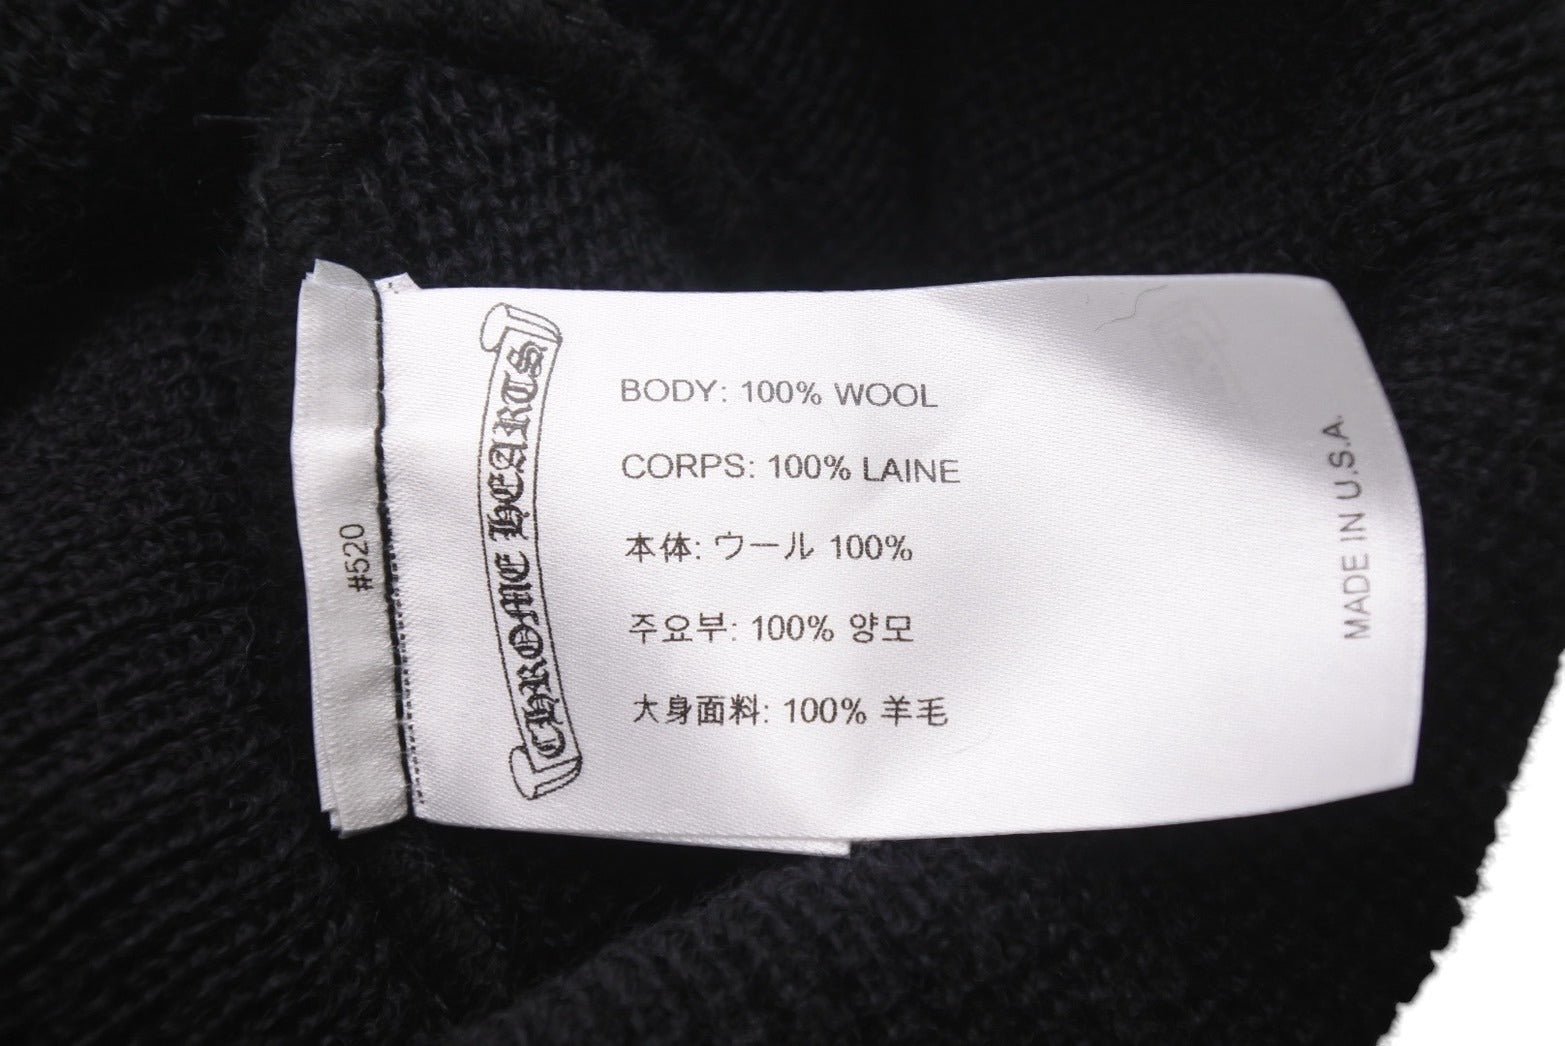 #520
CHROME HEARTS
BODY: 100% WOOL
CORPS: 100% LAINE
本体: ウール 100%
주요부: 100% 양모
大身面料: 100% 羊毛
MADE IN U.S.A.